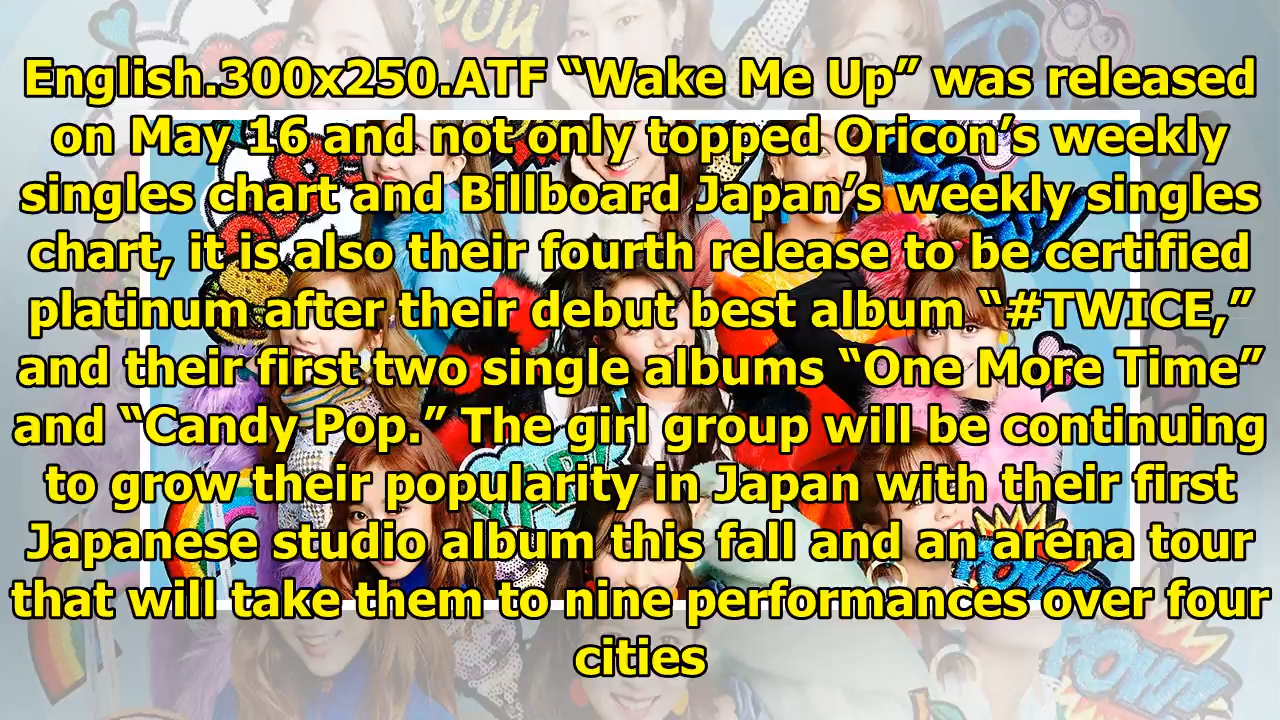 English.300x250.ATF “Wake Me Up” was released
on May 16 and not only topped Oricon’s weekly
singles chart and Billboard Japan’s weekly singles
chart, it is also their fourth release to be certified
platinum after their debut best album “#TWICE,”
and their first two single albums “One More Time”
and “Candy Pop.” The girl group will be continuing
to grow their popularity in Japan with their first
Japanese studio album this fall and an arena tour
that will take them to nine performances over four
cities